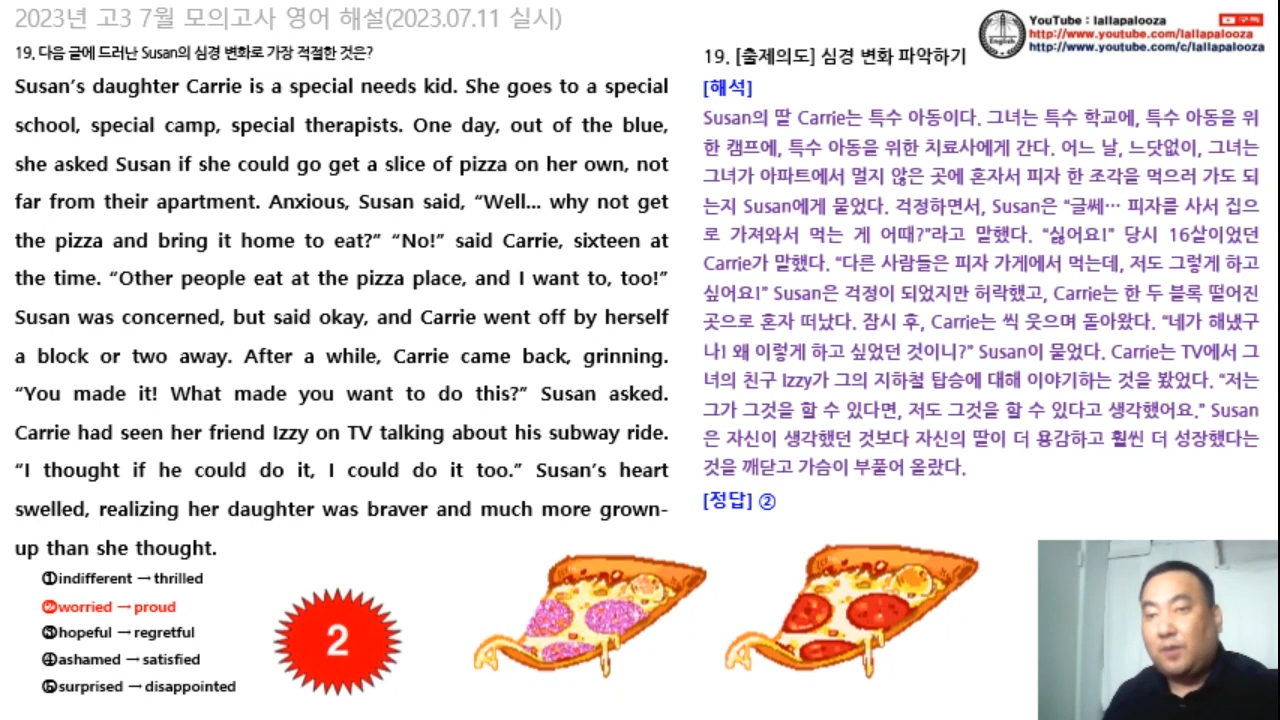 2023년 고3 7월 모의고사 영어 해설(2023.07.11 실시)
19. 다음 글에 드러난 Susan의 심경 변화로 가장 적절한 것은?
Susan's daughter Carrie is a special needs kid. She goes to a special
school, special camp, special therapists. One day, out of the blue,
she asked Susan if she could go get a slice of pizza on her own, not
far from their apartment. Anxious, Susan said, “Well... why not get
the pizza and bring it home to eat?” “No!” said Carrie, sixteen at
the time. “Other people eat at the pizza place, and I want to, too!”
Susan was concerned, but said okay, and Carrie went off by herself
a block or two away. After a while, Carrie came back, grinning.
“You made it! What made you want to do this?” Susan asked.
Carrie had seen her friend Izzy on TV talking about his subway ride.
“I thought if he could do it, I could do it too.” Susan's heart
swelled, realizing her daughter was braver and much more grown-
up than she thought.
①indifferent → thrilled
②worried → proud
③hopeful → regretful
④ashamed → satisfied
⑤surprised → disappointed
2
YouTube : lallapalooza
구독
http://www.youtube.com/lallapalooza
http://www.youtube.com/c/lallapalooza
English
19. [출제의도] 심경 변화 파악하기
[해석]
Susan의 딸 Carrie는 특수 아동이다. 그녀는 특수 학교에, 특수 아동을 위
한 캠프에, 특수 아동을 위한 치료사에게 간다. 어느 날, 느닷없이, 그녀는
그녀가 아파트에서 멀지 않은 곳에 혼자서 피자 한 조각을 먹으러 가도 되
는지 Susan에게 물었다. 걱정하면서, Susan은 “글쎄… 피자를 사서 집으
로 가져와서 먹는 게 어때?”라고 말했다. “싫어요!” 당시 16살이었던
Carrie가 말했다. “다른 사람들은 피자 가게에서 먹는데, 저도 그렇게 하고
싶어요!” Susan은 걱정이 되었지만 허락했고, Carrie는 한 두 블록 떨어진
곳으로 혼자 떠났다. 잠시 후, Carrie는 씩 웃으며 돌아왔다. “네가 해냈구
나! 왜 이렇게 하고 싶었던 것이니?” Susan이 물었다. Carrie는 TV에서 그
녀의 친구 Izzy가 그의 지하철 탑승에 대해 이야기하는 것을 봤었다. “저는
그가 그것을 할 수 있다면, 저도 그것을 할 수 있다고 생각했어요.” Susan
은 자신이 생각했던 것보다 자신의 딸이 더 용감하고 훨씬 더 성장했다는
것을 깨닫고 가슴이 부풀어 올랐다.
[정답] ②